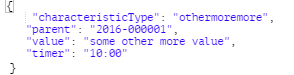 {
"characteristicType": "othermoremore",
"parent": "2016-000001",
"value": "some other more value",
"timer": "10:00"
}